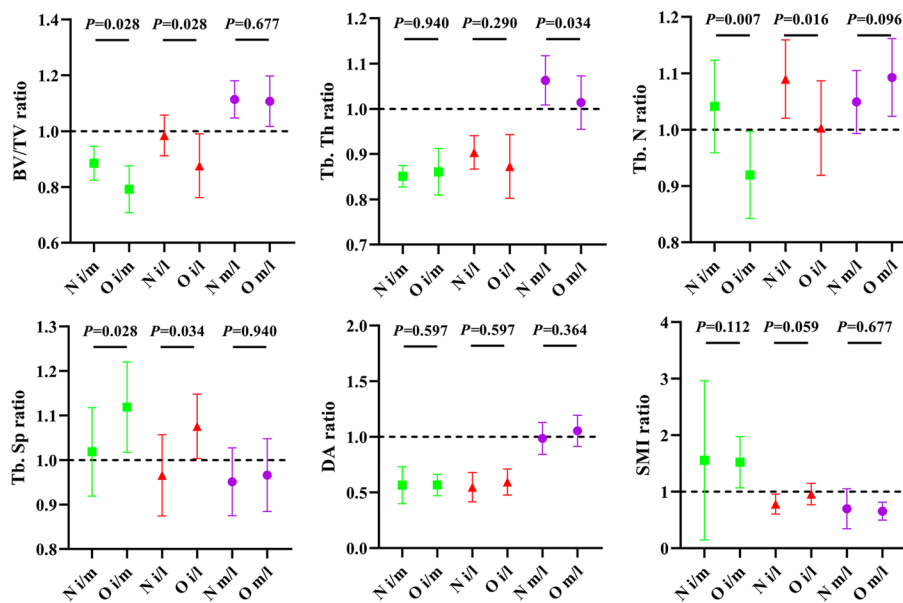 P=0.028 P=0.028 P=0.677
BV/TV ratio
1.4
1.2
1.0
0.8
0.6
N i/m O i/m N i/l O i/l N m/l O m/l
P=0.940 P=0.290 P=0.034
Tb. Th ratio
1.2
1.1
1.0
0.9
0.8
0.7
N i/m O i/m N i/l O i/l N m/l O m/l
P=0.007 P=0.016 P=0.096
Tb. N ratio
1.2
1.1
1.0
0.9
0.8
N i/m O i/m N i/l O i/l N m/l O m/l
P=0.028 P=0.034 P=0.940
Tb. Sp ratio
1.3
1.2
1.1
1.0
0.9
0.8
N i/m O i/m N i/l O i/l N m/l O m/l
P=0.597 P=0.597 P=0.364
DA ratio
2.0
1.5
1.0
0.5
0.0
N i/m O i/m N i/l O i/l N m/l O m/l
P=0.112 P=0.059 P=0.677
SMI ratio
4
3
2
1
0
N i/m O i/m N i/l O i/l N m/l O m/l